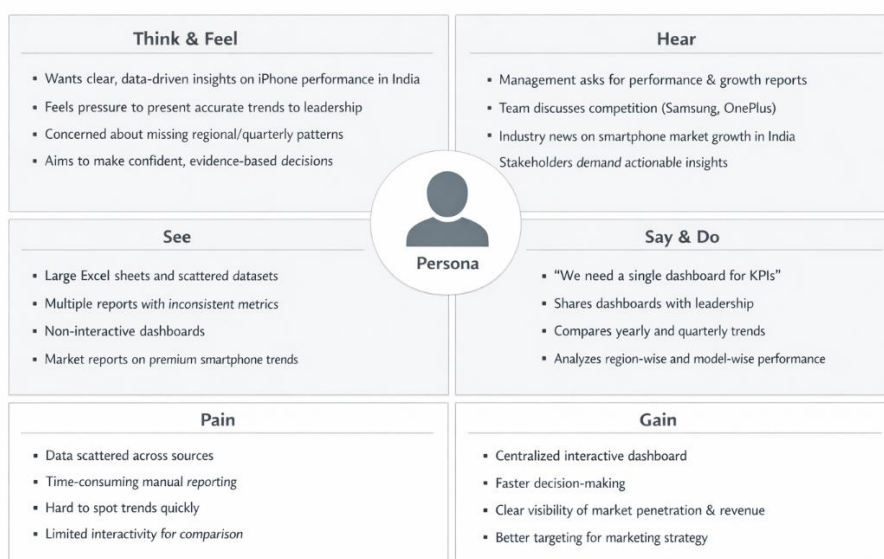 Think & Feel
▪ Wants clear, data-driven insights on iPhone performance in India
▪ Feels pressure to present accurate trends to leadership
▪ Concerned about missing regional/quarterly patterns
▪ Aims to make confident, evidence-based decisions
Hear
▪ Management asks for performance & growth reports
▪ Team discusses competition (Samsung, OnePlus)
▪ Industry news on smartphone market growth in India
Stakeholders demand actionable insights
Persona
See
▪ Large Excel sheets and scattered datasets
▪ Multiple reports with inconsistent metrics
▪ Non-interactive dashboards
▪ Market reports on premium smartphone trends
Say & Do
▪ “We need a single dashboard for KPIs”
▪ Shares dashboards with leadership
▪ Compares yearly and quarterly trends
▪ Analyzes region-wise and model-wise performance
Pain
▪ Data scattered across sources
▪ Time-consuming manual reporting
▪ Hard to spot trends quickly
▪ Limited interactivity for comparison
Gain
▪ Centralized interactive dashboard
▪ Faster decision-making
▪ Clear visibility of market penetration & revenue
▪ Better targeting for marketing strategy